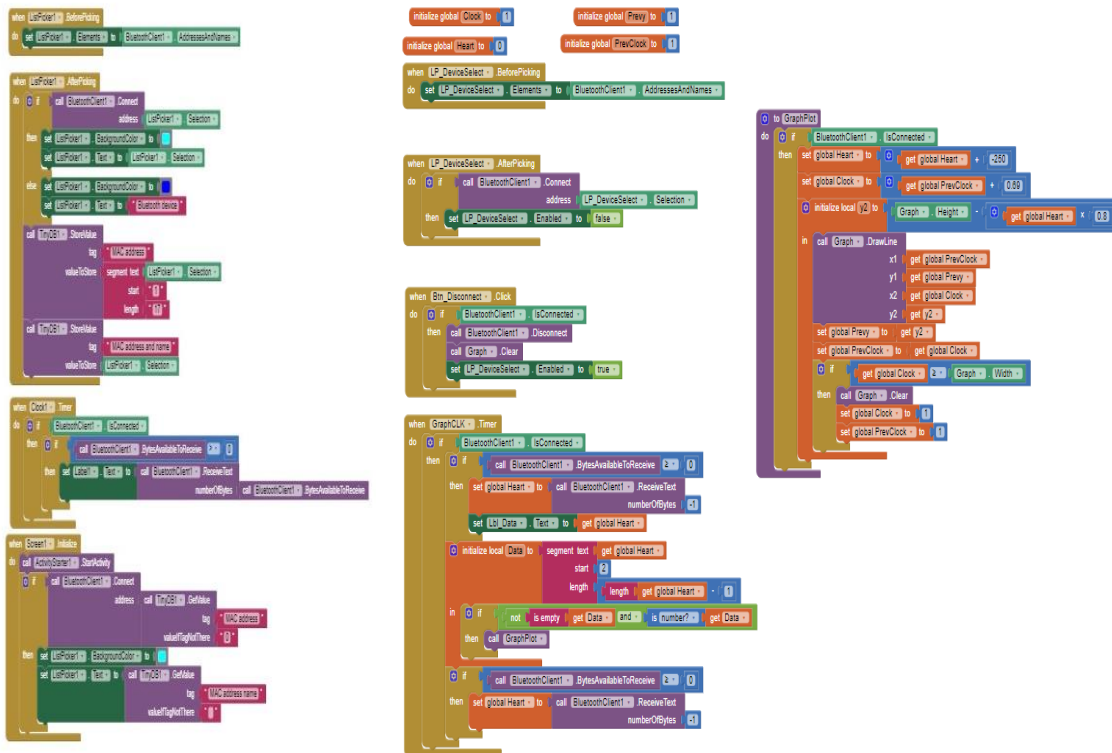 when ListPicker1 .BeforePicking
do set ListPicker1 . Elements to BluetoothClient1 . AddressesAndNames
when ListPicker1 .AfterPicking
do if call BluetoothClient1 .Connect
address ListPicker1 . Selection
then set ListPicker1 . BackgroundColor to
set ListPicker1 . Text to ListPicker1 . Selection
else set ListPicker1 . BackgroundColor to
set ListPicker1 . Text to " Bluetooth device "
call TinyDB1 .StoreValue
tag " MAC address "
valueToStore segment text ListPicker1 . Selection
start
length
call TinyDB1 .StoreValue
tag " MAC address and name "
valueToStore ListPicker1 . Selection
when Clock1 .Timer
do if BluetoothClient1 . IsConnected
then if call BluetoothClient1 .BytesAvailableToReceive
then set Label1 . Text to call BluetoothClient1 .ReceiveText
numberOfBytes call BluetoothClient1 .BytesAvailableToReceive
when Screen1 .Initialize
do call ActivityStarter1 .StartActivity
if call BluetoothClient1 .Connect
address call TinyDB1 .GetValue
tag " MAC address "
valueIfTagNotThere
then set ListPicker1 . BackgroundColor to
set ListPicker1 . Text to call TinyDB1 .GetValue
tag " MAC address name "
valueIfTagNotThere
initialize global Clock to 1
initialize global Prevy to 1
initialize global Heart to 0
initialize global PrevClock to 1
when LP_DeviceSelect .BeforePicking
do set LP_DeviceSelect . Elements to BluetoothClient1 . AddressesAndNames
when LP_DeviceSelect .AfterPicking
do if call BluetoothClient1 .Connect
address LP_DeviceSelect . Selection
then set LP_DeviceSelect . Enabled to false
when Btn_Disconnect .Click
do if BluetoothClient1 . IsConnected
then call BluetoothClient1 .Disconnect
call Graph .Clear
set LP_DeviceSelect . Enabled to true
when GraphCLK .Timer
do if BluetoothClient1 . IsConnected
then if call BluetoothClient1 .BytesAvailableToReceive ≥ 0
then set global Heart to call BluetoothClient1 .ReceiveText
numberOfBytes -1
set Lbl_Data . Text to get global Heart
initialize local Data to segment text get global Heart
start 2
length length get global Heart - 1
in if not is empty get Data and is number? get Data
then call GraphPlot
if call BluetoothClient1 .BytesAvailableToReceive ≥ 0
then set global Heart to call BluetoothClient1 .ReceiveText
numberOfBytes -1
to GraphPlot
do if BluetoothClient1 . IsConnected
then set global Heart to get global Heart + -250
set global Clock to get global PrevClock + 0.69
initialize local y2 to Graph . Height - get global Heart × 0.8
in call Graph .DrawLine
x1 get global PrevClock
y1 get global Prevy
x2 get global Clock
y2 get y2
set global Prevy to get y2
set global PrevClock to get global Clock
if get global Clock ≥ Graph . Width
then call Graph .Clear
set global Clock to 1
set global PrevClock to 1